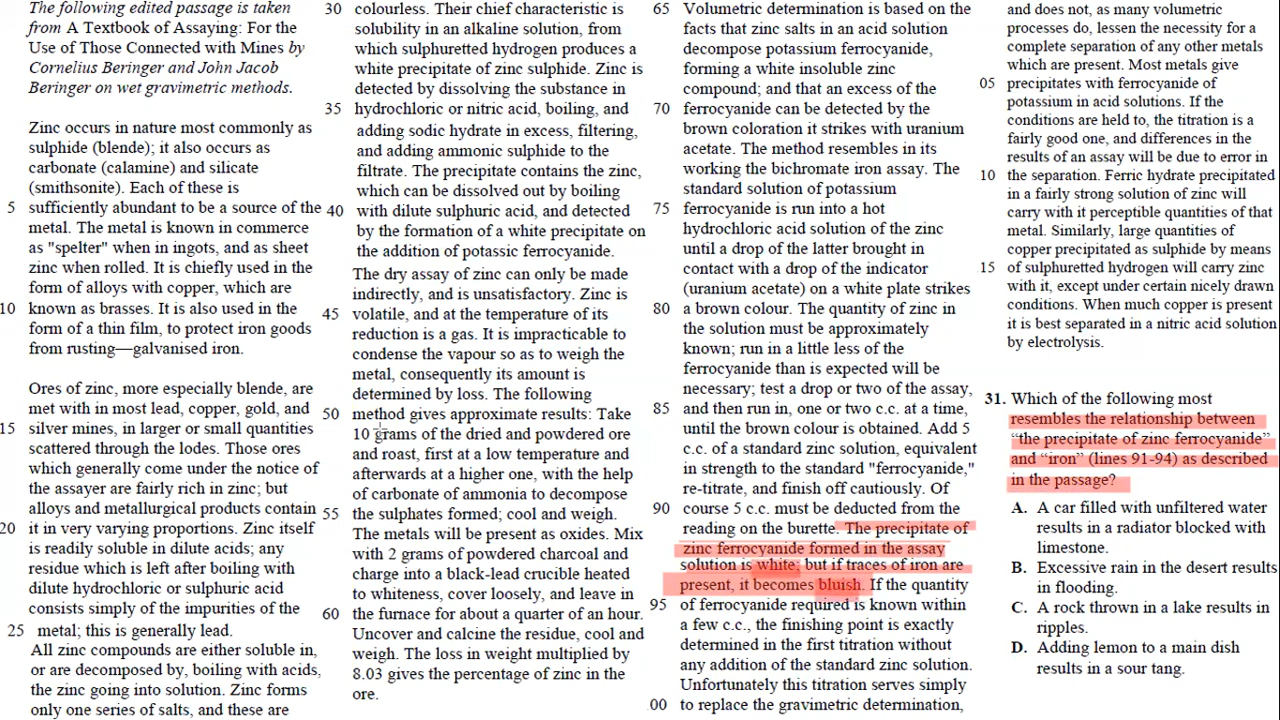 The following edited passage is taken
from A Textbook of Assaying: For the
Use of Those Connected with Mines by
Cornelius Beringer and John Jacob
Beringer on wet gravimetric methods.
Zinc occurs in nature most commonly as
sulphide (blende); it also occurs as
carbonate (calamine) and silicate
(smithsonite). Each of these is
5 sufficiently abundant to be a source of the
metal. The metal is known in commerce
as "spelter" when in ingots, and as sheet
zinc when rolled. It is chiefly used in the
form of alloys with copper, which are
10 known as brasses. It is also used in the
form of a thin film, to protect iron goods
from rusting—galvanised iron.
Ores of zinc, more especially blende, are
met with in most lead, copper, gold, and
15 silver mines, in larger or small quantities
scattered through the lodes. Those ores
which generally come under the notice of
the assayer are fairly rich in zinc; but
alloys and metallurgical products contain
20 it in very varying proportions. Zinc itself
is readily soluble in dilute acids; any
residue which is left after boiling with
dilute hydrochloric or sulphuric acid
consists simply of the impurities of the
25 metal; this is generally lead.
All zinc compounds are either soluble in,
or are decomposed by, boiling with acids,
the zinc going into solution. Zinc forms
only one series of salts, and these are
30 colourless. Their chief characteristic is
solubility in an alkaline solution, from
which sulphuretted hydrogen produces a
white precipitate of zinc sulphide. Zinc is
detected by dissolving the substance in
35 hydrochloric or nitric acid, boiling, and
adding sodic hydrate in excess, filtering,
and adding ammonic sulphide to the
filtrate. The precipitate contains the zinc,
which can be dissolved out by boiling
40 with dilute sulphuric acid, and detected
by the formation of a white precipitate on
the addition of potassic ferrocyanide.
The dry assay of zinc can only be made
indirectly, and is unsatisfactory. Zinc is
45 volatile, and at the temperature of its
reduction is a gas. It is impracticable to
condense the vapour so as to weigh the
metal, consequently its amount is
determined by loss. The following
50 method gives approximate results: Take
10 grams of the dried and powdered ore
and roast, first at a low temperature and
afterwards at a higher one, with the help
of carbonate of ammonia to decompose
55 the sulphates formed; cool and weigh.
The metals will be present as oxides. Mix
with 2 grams of powdered charcoal and
charge into a black-lead crucible heated
to whiteness, cover loosely, and leave in
60 the furnace for about a quarter of an hour.
Uncover and calcine the residue, cool and
weigh. The loss in weight multiplied by
8.03 gives the percentage of zinc in the
ore.
65 Volumetric determination is based on the
facts that zinc salts in an acid solution
decompose potassium ferrocyanide,
forming a white insoluble zinc
compound; and that an excess of the
70 ferrocyanide can be detected by the
brown coloration it strikes with uranium
acetate. The method resembles in its
working the bichromate iron assay. The
standard solution of potassium
75 ferrocyanide is run into a hot
hydrochloric acid solution of the zinc
until a drop of the latter brought in
contact with a drop of the indicator
(uranium acetate) on a white plate strikes
80 a brown colour. The quantity of zinc in
the solution must be approximately
known; run in a little less of the
ferrocyanide than is expected will be
necessary; test a drop or two of the assay,
85 and then run in, one or two c.c. at a time,
until the brown colour is obtained. Add 5
c.c. of a standard zinc solution, equivalent
in strength to the standard "ferrocyanide,"
re-titrate, and finish off cautiously. Of
90 course 5 c.c. must be deducted from the
reading on the burette. The precipitate of
zinc ferrocyanide formed in the assay
solution is white; but if traces of iron are
present, it becomes bluish. If the quantity
95 of ferrocyanide required is known within
a few c.c., the finishing point is exactly
determined in the first titration without
any addition of the standard zinc solution.
Unfortunately this titration serves simply
00 to replace the gravimetric determination,
and does not, as many volumetric
processes do, lessen the necessity for a
complete separation of any other metals
which are present. Most metals give
05 precipitates with ferrocyanide of
potassium in acid solutions. If the
conditions are held to, the titration is a
fairly good one, and differences in the
results of an assay will be due to error in
10 the separation. Ferric hydrate precipitated
in a fairly strong solution of zinc will
carry with it perceptible quantities of that
metal. Similarly, large quantities of
copper precipitated as sulphide by means
15 of sulphuretted hydrogen will carry zinc
with it, except under certain nicely drawn
conditions. When much copper is present
it is best separated in a nitric acid solution
by electrolysis.
31. Which of the following most
resembles the relationship between
“the precipitate of zinc ferrocyanide”
and “iron” (lines 91-94) as described
in the passage?
A. A car filled with unfiltered water
results in a radiator blocked with
limestone.
B. Excessive rain in the desert results
in flooding.
C. A rock thrown in a lake results in
ripples.
D. Adding lemon to a main dish
results in a sour tang.